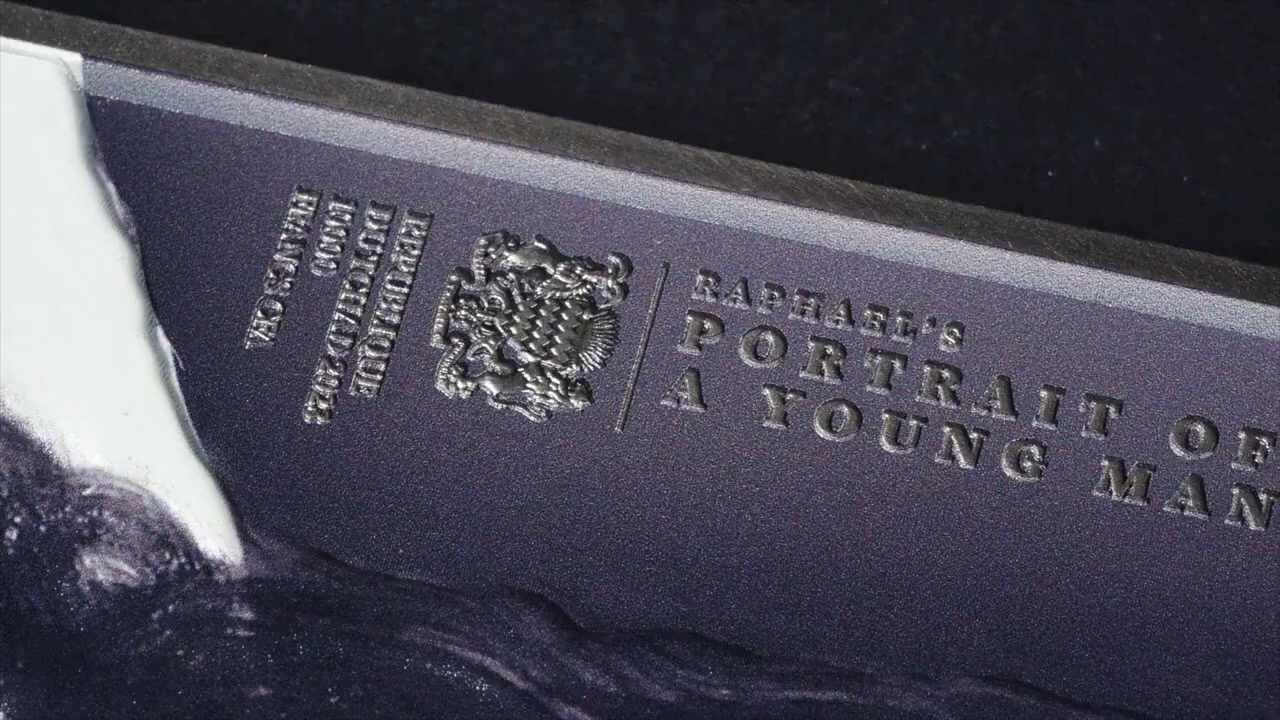 REPUBLIQUE
DU TCHAD 2023
10000
FRANCS CFA
RAPHAEL'S
PORTRAIT OF
A YOUNG MAN